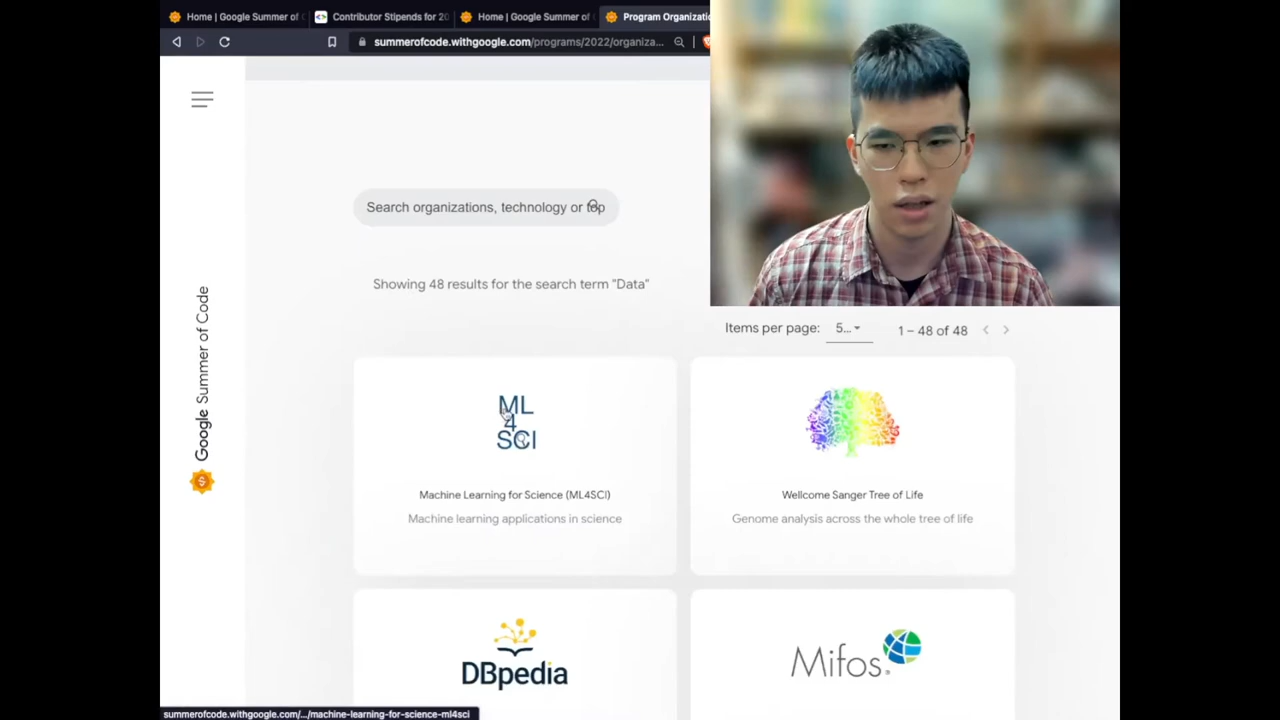 Home | Google Summer of C
Contributor Stipends for 20
Home | Google Summer of
Program Organizatio
summerofcode.withgoogle.com/programs/2022/organiza...
Google Summer of Code
Search organizations, technology or top
Showing 48 results for the search term "Data"
Items per page:
5...
1 – 48 of 48
ML
4
SCI
Machine Learning for Science (ML4SCI)
Machine learning applications in science
Wellcome Sanger Tree of Life
Genome analysis across the whole tree of life
DBpedia
Mifos
summerofcode.withgoogle.com/.../machine-learning-for-science-ml4sci